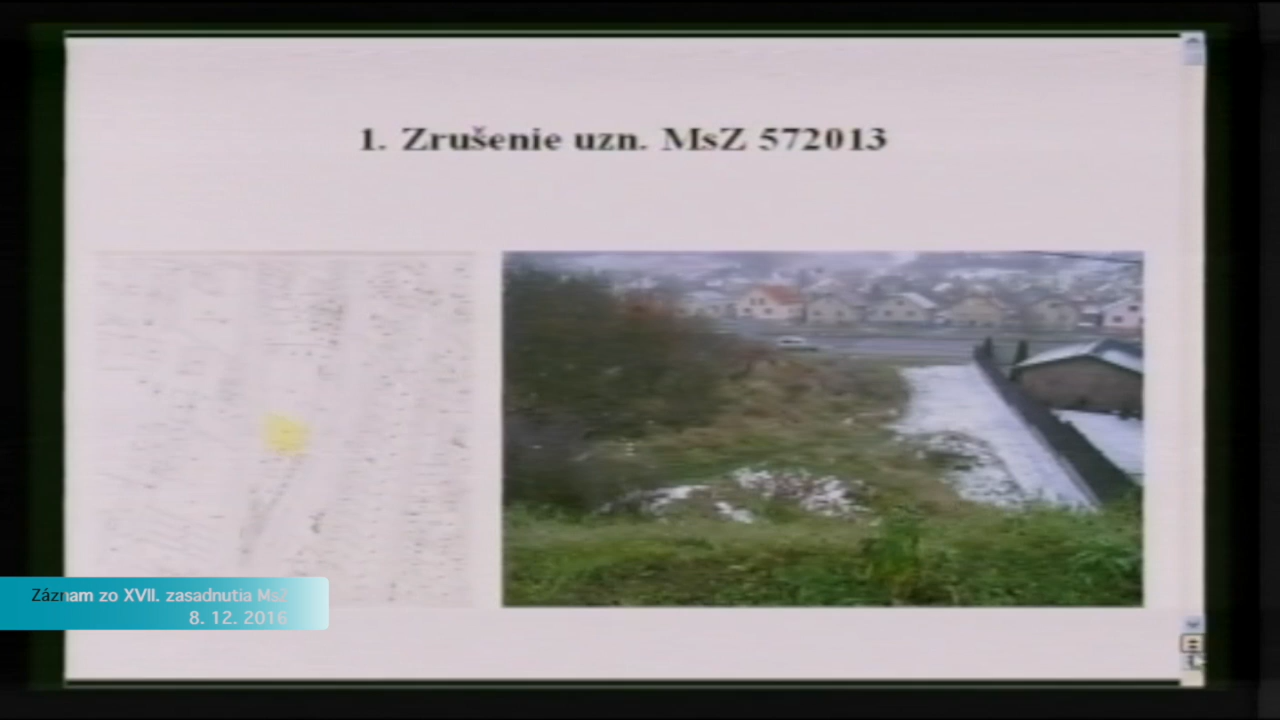 1. Zrušenie uzn. MsZ 572013
Záznam zo XVII. zasadnutia MsZ
8. 12. 2016